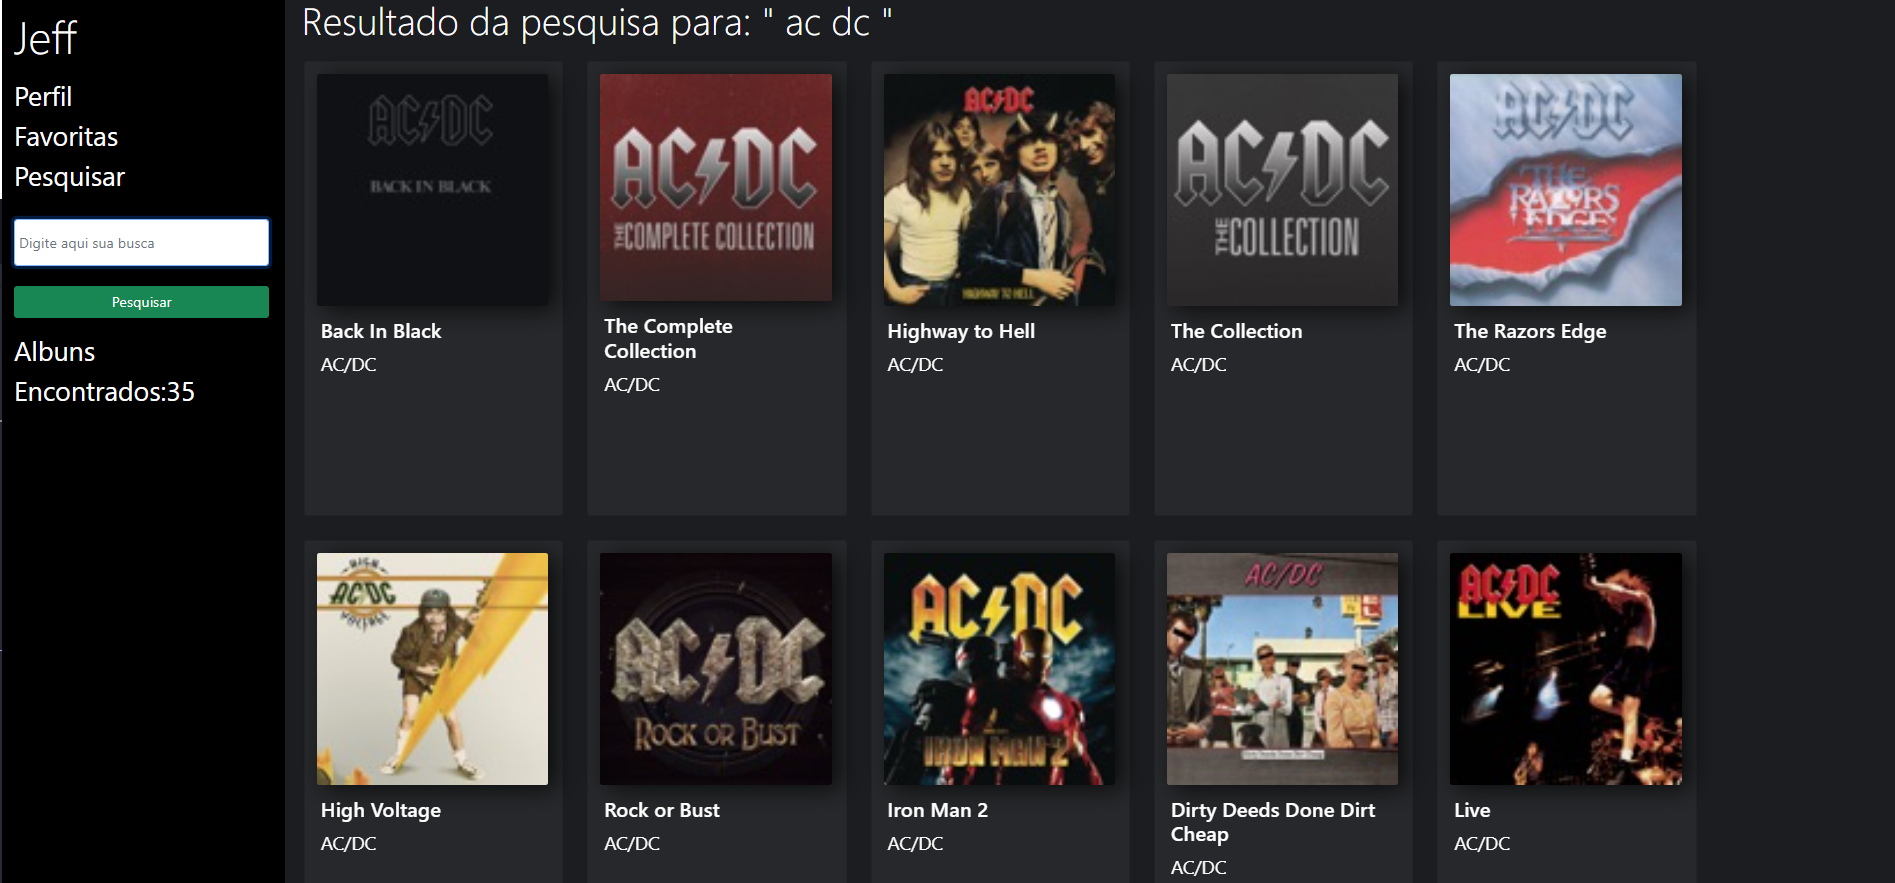 Jeff
Perfil
Favoritas
Pesquisar
Digite aqui sua busca
Pesquisar
Albuns
Encontrados:35
Resultado da pesquisa para: " ac dc "
AC DC
BACK IN BLACK
Back In Black
AC/DC
AC DC
THE COMPLETE COLLECTION
The Complete
Collection
AC/DC
AC DC
HIGHWAY TO HELL
Highway to Hell
AC/DC
AC DC
THE COLLECTION
The Collection
AC/DC
AC DC
THE
RAZORS
EDGE
The Razors Edge
AC/DC
HIGH
AC DC
VOLTAGE
High Voltage
AC/DC
AC DC
ROCK OR BUST
Rock or Bust
AC/DC
AC DC
IRON MAN 2
Iron Man 2
AC/DC
AC/DC
Dirty Deeds Done Dirt Cheap
Dirty Deeds Done Dirt
Cheap
AC/DC
AC DC
LIVE
Live
AC/DC